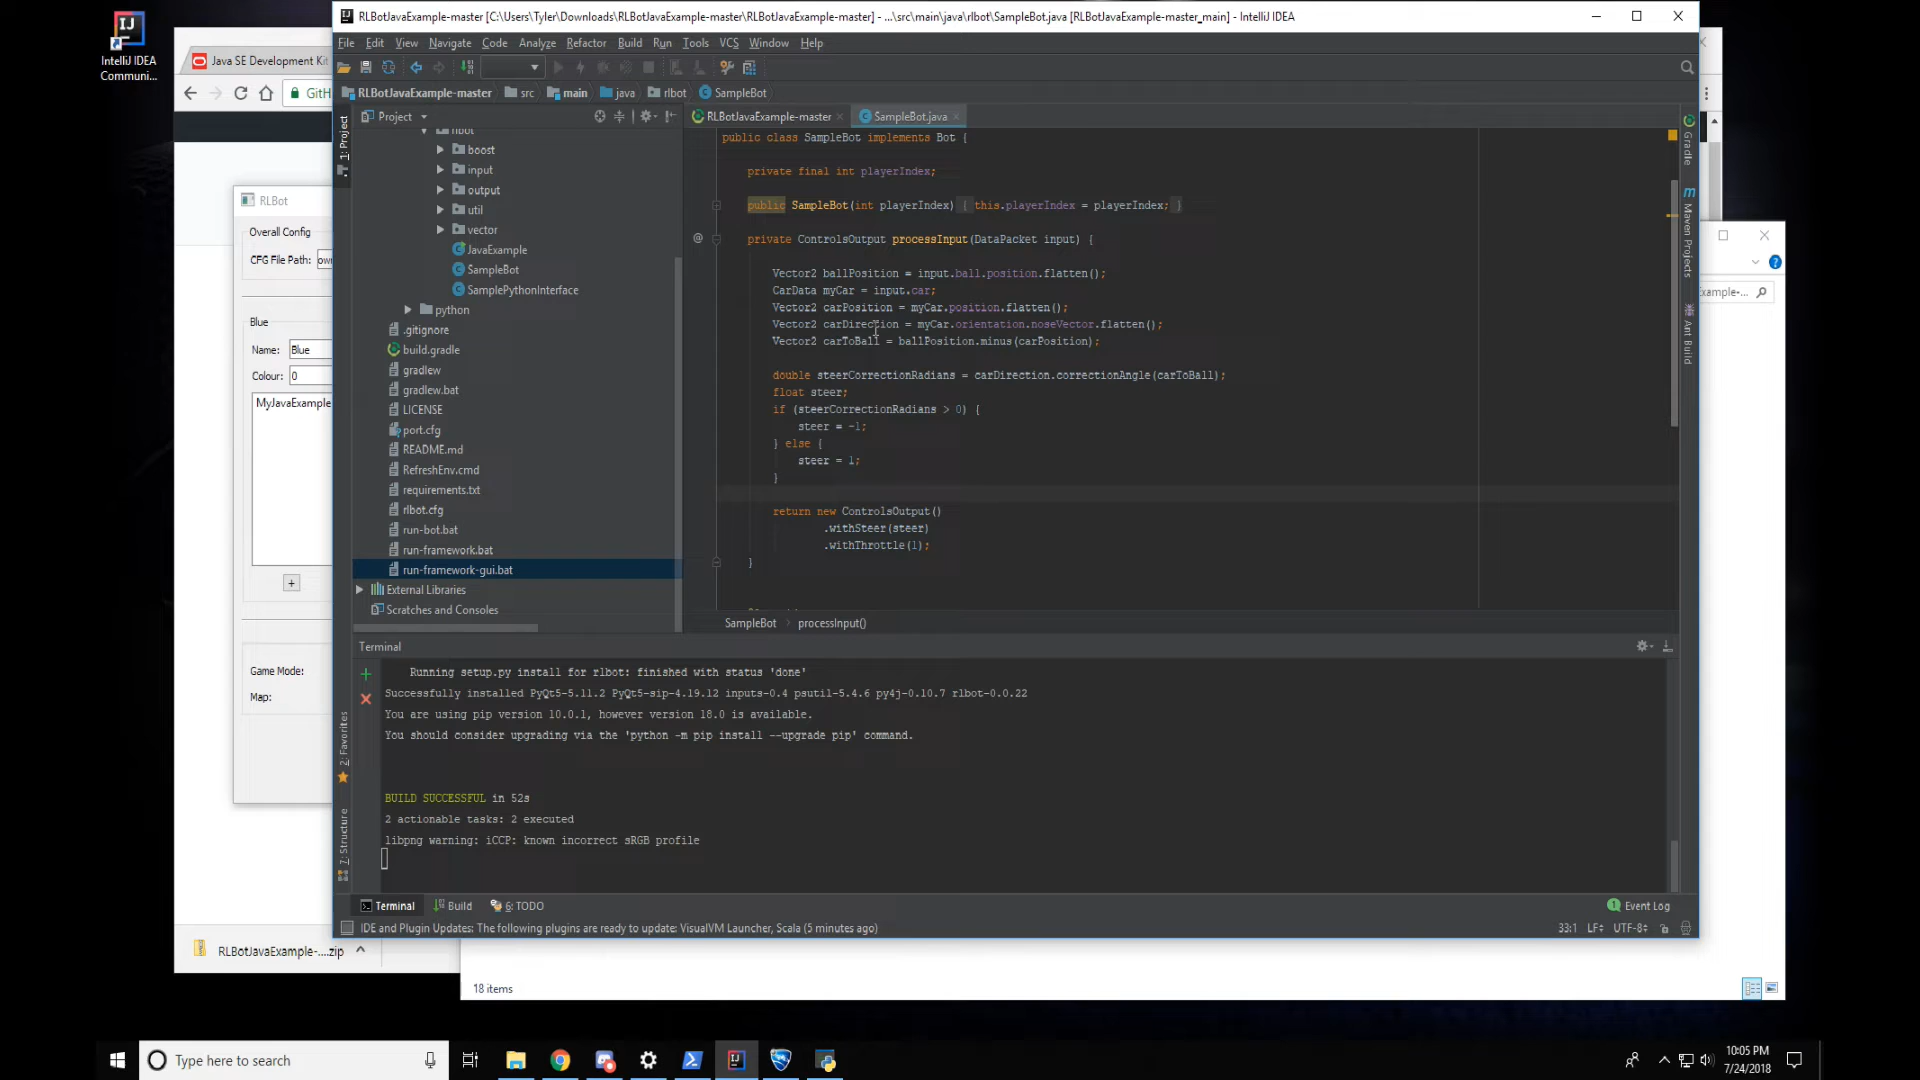 IntelliJ IDEA
Communi...
Java SE Development Kit
GitH
RLBot
Overall Config
CFG File Path:
Blue
Name:
Blue
Colour:
0
MyJavaExample
+
Game Mode:
Map:
RLBotJavaExample-....zip
18 items
RLBotJavaExample-master [C:\Users\Tyler\Downloads\RLBotJavaExample-master\RLBotJavaExample-master] - ...\src\main\java\rlbot\SampleBot.java [RLBotJavaExample-master_main] - IntelliJ IDEA
File Edit View Navigate Code Analyze Refactor Build Run Tools VCS Window Help
RLBotJavaExample-master src main java rlbot SampleBot
Project
RLBotJavaExample-master
SampleBot.java
1: Project
rlbot
boost
input
output
util
vector
JavaExample
SampleBot
SamplePythonInterface
python
.gitignore
build.gradle
gradlew
gradlew.bat
LICENSE
port.cfg
README.md
RefreshEnv.cmd
requirements.txt
rlbot.cfg
run-bot.bat
run-framework.bat
run-framework-gui.bat
External Libraries
Scratches and Consoles
public class SampleBot implements Bot {
private final int playerIndex;
public SampleBot(int playerIndex) { this.playerIndex = playerIndex; }
@
private ControlsOutput processInput(DataPacket input) {
Vector2 ballPosition = input.ball.position.flatten();
CarData myCar = input.car;
Vector2 carPosition = myCar.position.flatten();
Vector2 carDirection = myCar.orientation.noseVector.flatten();
Vector2 carToBall = ballPosition.minus(carPosition);
double steerCorrectionRadians = carDirection.correctionAngle(carToBall);
float steer;
if (steerCorrectionRadians > 0) {
steer = -1;
} else {
steer = 1;
}
return new ControlsOutput()
.withSteer(steer)
.withThrottle(1);
}
SampleBot
processInput()
Gradle
Maven Projects
Ant Build
xample-...
Terminal
Running setup.py install for rlbot: finished with status 'done'
Successfully installed PyQt5-5.11.2 PyQt5-sip-4.19.12 inputs-0.4 psutil-5.4.6 py4j-0.10.7 rlbot-0.0.22
You are using pip version 10.0.1, however version 18.0 is available.
You should consider upgrading via the 'python -m pip install --upgrade pip' command.
BUILD SUCCESSFUL in 52s
2 actionable tasks: 2 executed
libpng warning: iCCP: known incorrect sRGB profile
2: Favorites
7: Structure
Terminal
Build
6: TODO
1
Event Log
IDE and Plugin Updates: The following plugins are ready to update: VisualVM Launcher, Scala (5 minutes ago)
33:1 LF UTF-8
Type here to search
10:05 PM
7/24/2018